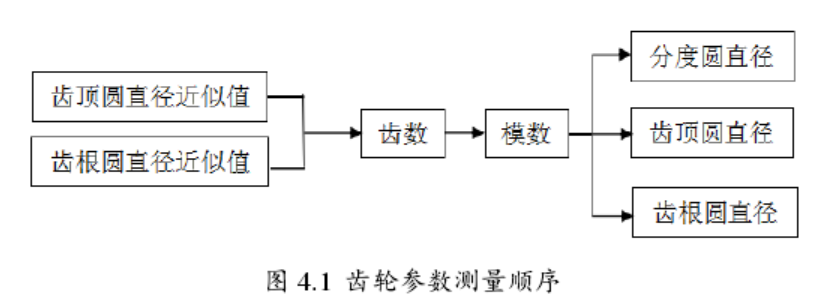 分度圆直径
齿顶圆直径近似值
齿数
模数
齿顶圆直径
齿根圆直径近似值
齿根圆直径
图 4.1 齿轮参数测量顺序